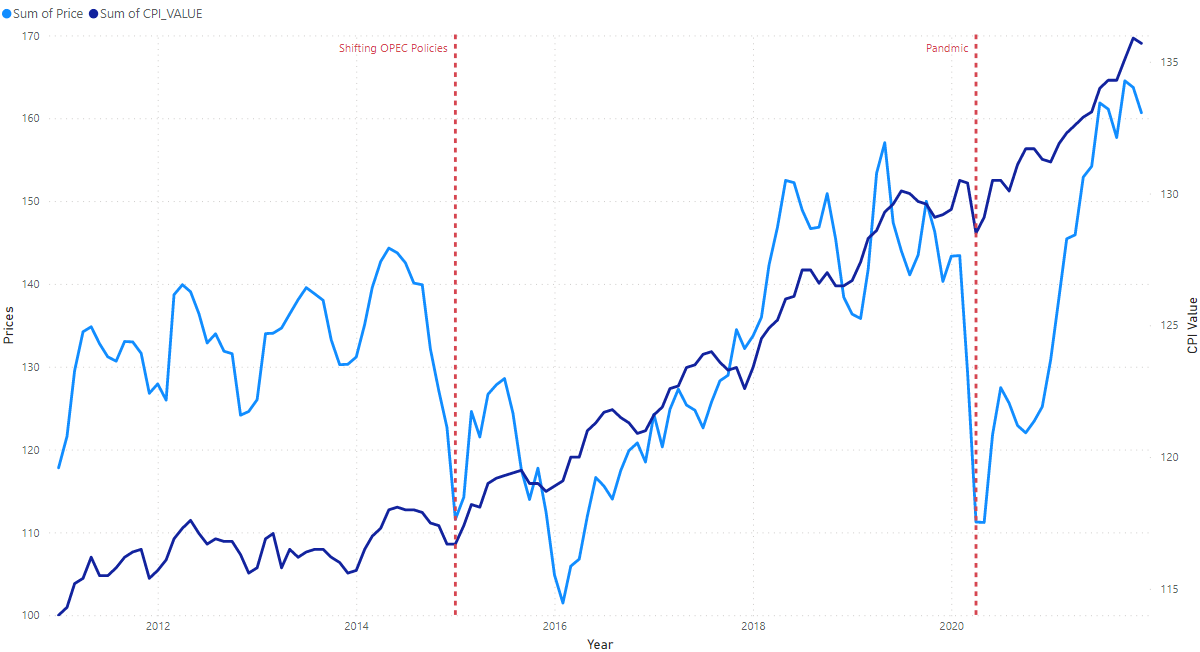 Sum of Price Sum of CPI_VALUE
170
160
150
140
130
120
110
100
Prices
Shifting OPEC Policies
Pandmic
135
130
125
120
115
CPI Value
2012 2014 2016 2018 2020
Year